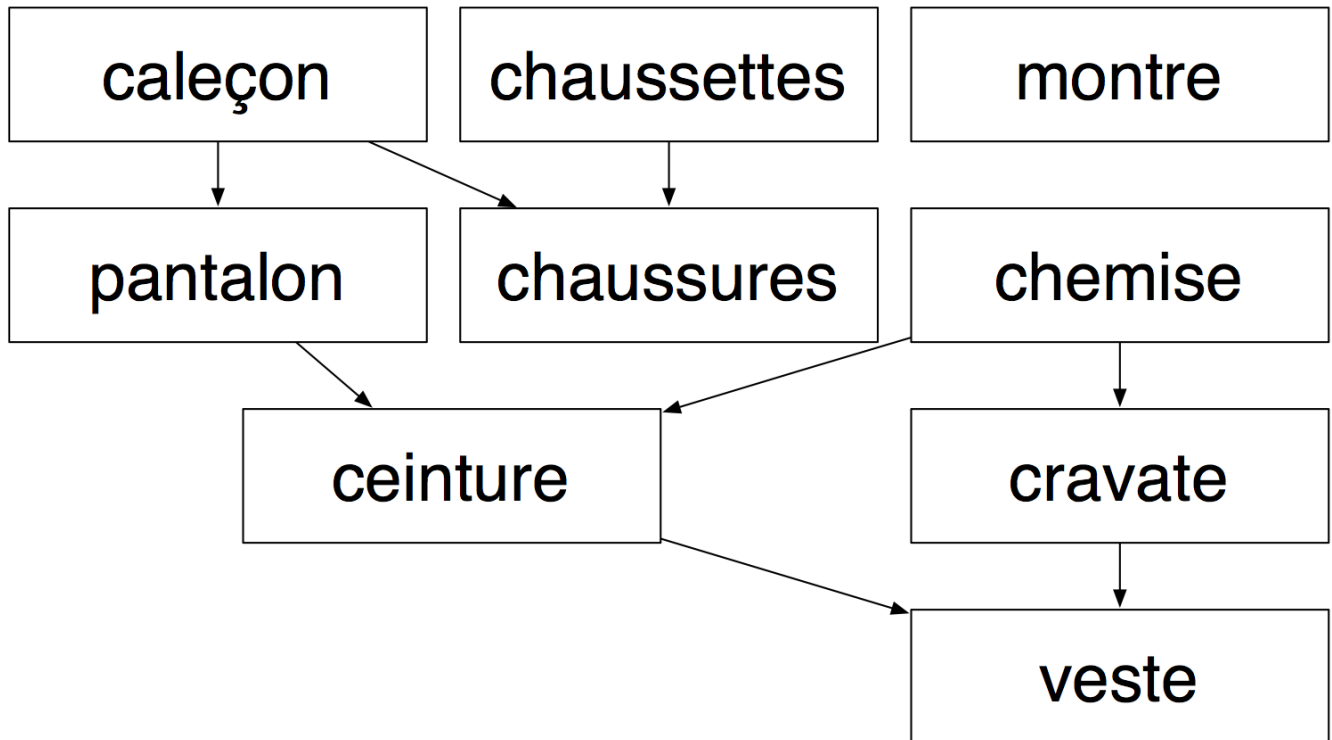 caleçon
chaussettes
montre
pantalon
chaussures
chemise
ceinture
cravate
veste